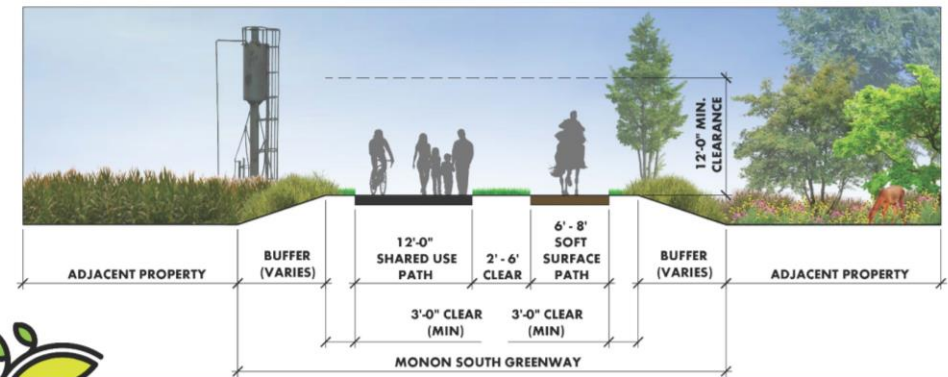 12'-0" MIN.
CLEARANCE
ADJACENT PROPERTY
BUFFER
(VARIES)
12'-0"
SHARED USE
PATH
2' - 6'
CLEAR
6' - 8'
SOFT
SURFACE
PATH
BUFFER
(VARIES)
ADJACENT PROPERTY
3'-0" CLEAR
(MIN)
3'-0" CLEAR
(MIN)
MONON SOUTH GREENWAY